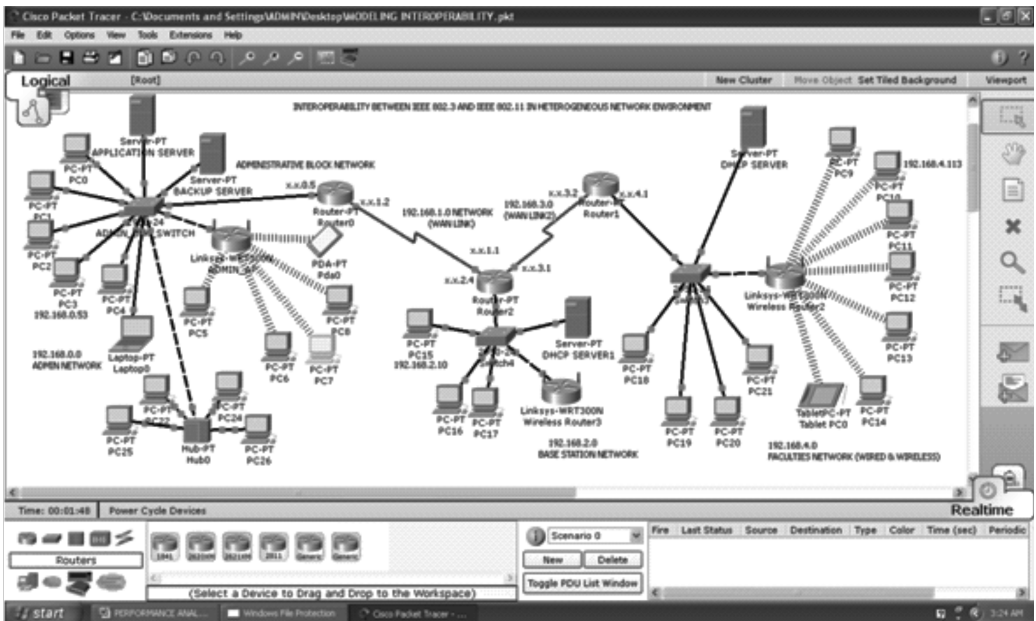 Cisco Packet Tracer - C:\Documents and Settings\ADMIN\Desktop\MODELING INTEROPERABILITY.pkt
File Edit Options View Tools Extensions Help
Logical [Root] New Cluster Move Object Set Tiled Background Viewport
INTEROPERABILITY BETWEEN IEEE 802.3 AND IEEE 802.11 IN HETEROGENEOUS NETWORK ENVIRONMENT
Server-PT
APPLICATION SERVER
PC-PT
PC0
Server-PT
BACKUP SERVER
ADMINISTRATIVE BLOCK NETWORK
PC-PT
PC1
PC-PT
PC2
PC-PT
PC3
192.168.0.53
PC-PT
PC4
Laptop-PT
Laptop0
192.168.0.0
ADMIN NETWORK
PC-PT
PC5
PC-PT
PC6
PC-PT
PC7
PC-PT
PC8
PDA-PT
Pda0
x.x.0.5
x.x.1.2
Router-PT
Router0
192.168.1.0 NETWORK
(WAN LINK)
x.x.1.1
x.x.2.4
x.x.3.1
Router-PT
Router2
192.168.3.0
(WAN LINK2)
x.x.3.2
x.x.4.1
Router-PT
Router1
PC-PT
PC22
PC-PT
PC24
PC-PT
PC25
Hub-PT
Hub0
PC-PT
PC26
PC-PT
PC15
192.168.2.10
Switch4
Server-PT
DHCP SERVER1
PC-PT
PC16
PC-PT
PC17
Linksys-WRT300N
Wireless Router3
192.168.2.0
BASE STATION NETWORK
Server-PT
DHCP SERVER
PC-PT
PC9
192.168.4.113
PC-PT
PC10
PC-PT
PC11
PC-PT
PC12
PC-PT
PC13
PC-PT
PC14
Linksys-WRT300N
Wireless Router2
TabletPC-PT
Tablet PC0
PC-PT
PC18
PC-PT
PC19
PC-PT
PC20
PC-PT
PC21
192.168.4.0
FACULTIES NETWORK (WIRED & WIRELESS)
Time: 00:01:48 Power Cycle Devices Realtime
Routers
1841 2620XM 2621XM 2811 Generic Generic
(Select a Device to Drag and Drop to the Workspace)
Scenario 0
New Delete
Toggle PDU List Window
Fire Last Status Source Destination Type Color Time (sec) Periodic
start PERFORMANCE ANAL... Windows File Protection Cisco Packet Tracer - ... 3:24 AM